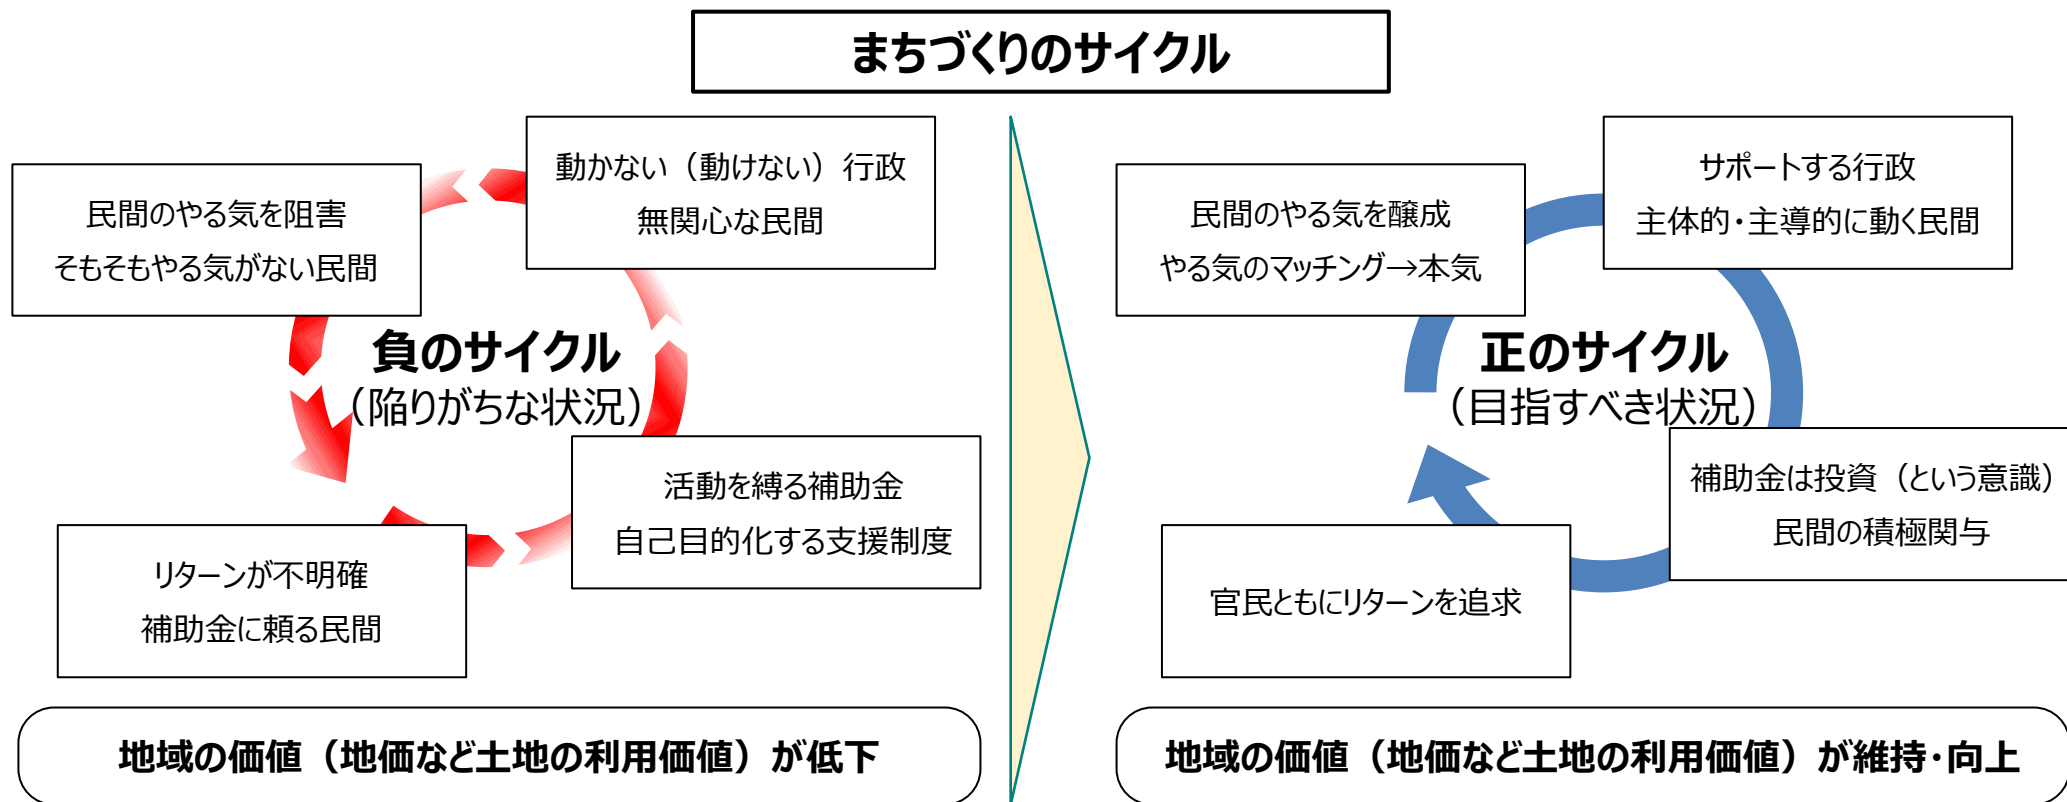 まちづくりのサイクル
民間のやる気を阻害
そもそもやる気がない民間
動かない（動けない）行政
無関心な民間
負のサイクル
（陥りがちな状況）
活動を縛る補助金
自己目的化する支援制度
リターンが不明確
補助金に頼る民間
地域の価値（地価など土地の利用価値）が低下
民間のやる気を醸成
やる気のマッチング→本気
サポートする行政
主体的・主導的に動く民間
正のサイクル
（目指すべき状況）
補助金は投資（という意識）
民間の積極関与
官民ともにリターンを追求
地域の価値（地価など土地の利用価値）が維持・向上